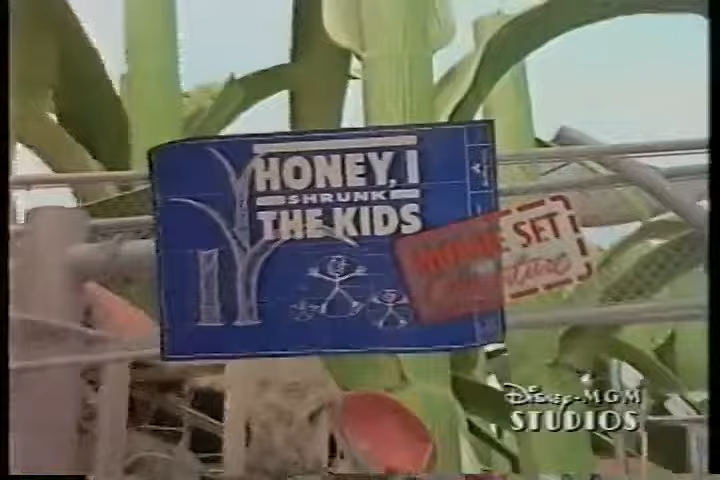 HONEY, I
SHRUNK
THE KIDS
MOVIE SET
Adventure
Disney-MGM
STUDIOS